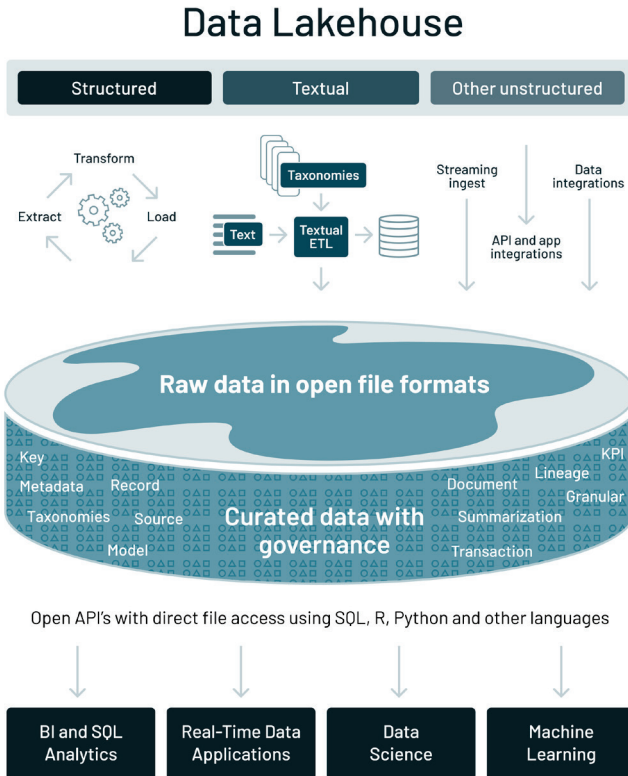 Data Lakehouse
Structured
Textual
Other unstructured
Transform
Extract
Load
Taxonomies
Text
Textual
ETL
Streaming
ingest
API and app
integrations
Data
integrations
Raw data in open file formats
Key
Metadata
Record
Taxonomies
Source
Model
Curated data with
governance
KPI
Lineage
Document
Granular
Summarization
Transaction
Open API's with direct file access using SQL, R, Python and other languages
BI and SQL
Analytics
Real-Time Data
Applications
Data
Science
Machine
Learning